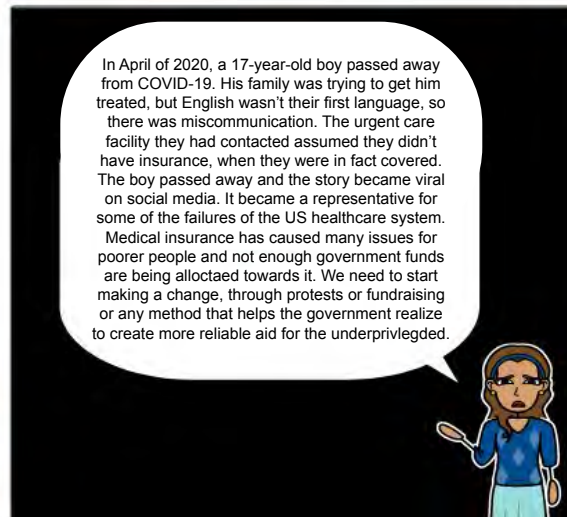 In April of 2020, a 17-year-old boy passed away
from COVID-19. His family was trying to get him
treated, but English wasn't their first language, so
there was miscommunication. The urgent care
facility they had contacted assumed they didn't
have insurance, when they were in fact covered.
The boy passed away and the story became viral
on social media. It became a representative for
some of the failures of the US healthcare system.
Medical insurance has caused many issues for
poorer people and not enough government funds
are being alloctaed towards it. We need to start
making a change, through protests or fundraising
or any method that helps the government realize
to create more reliable aid for the underprivlegded.